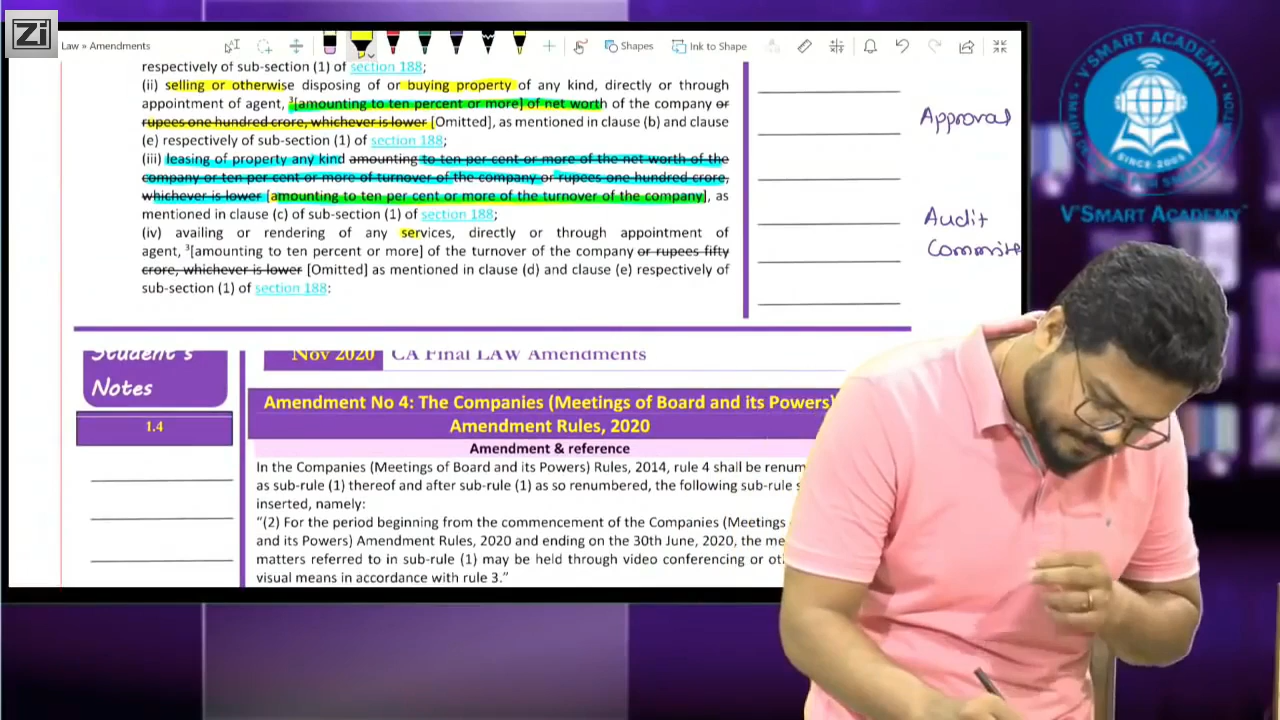 Zi
Law » Amendments
Shapes
Ink to Shape
respectively of sub-section (1) of section 188;
(ii) selling or otherwise disposing of or buying property of any kind, directly or through
appointment of agent, ³[amounting to ten percent or more] of net worth of the company or
rupees one hundred crore, whichever is lower [Omitted], as mentioned in clause (b) and clause
(e) respectively of sub-section (1) of section 188;
(iii) leasing of property any kind amounting to ten per cent or more of the net worth of the
company or ten per cent or more of turnover of the company or rupees one hundred crore,
whichever is lower [amounting to ten per cent or more of the turnover of the company], as
mentioned in clause (c) of sub-section (1) of section 188;
(iv) availing or rendering of any services, directly or through appointment of
agent, ³[amounting to ten percent or more] of the turnover of the company or rupees fifty
crore, whichever is lower [Omitted] as mentioned in clause (d) and clause (e) respectively of
sub-section (1) of section 188:
Approval
Audit
Committe
Student's
Notes
1.4
Nov 2020 CA Final LAW Amendments
Amendment No 4: The Companies (Meetings of Board and its Powers)
Amendment Rules, 2020
Amendment & reference
In the Companies (Meetings of Board and its Powers) Rules, 2014, rule 4 shall be renum
as sub-rule (1) thereof and after sub-rule (1) as so renumbered, the following sub-rule s
inserted, namely:
“(2) For the period beginning from the commencement of the Companies (Meetings
and its Powers) Amendment Rules, 2020 and ending on the 30th June, 2020, the me
matters referred to in sub-rule (1) may be held through video conferencing or ot
visual means in accordance with rule 3.”
V'SMART ACADEMY
SINCE-2005
V'SMART ACADEMY